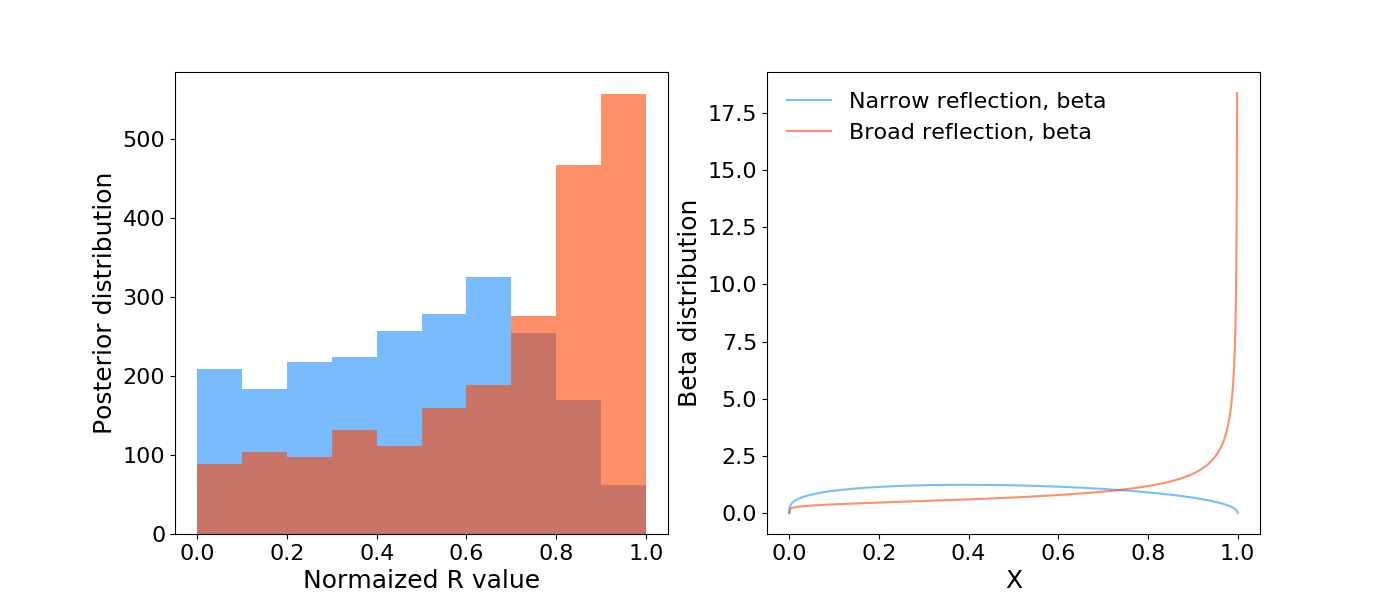 Posterior distribution
500
400
300
200
100
0
0.0 0.2 0.4 0.6 0.8 1.0
Normaized R value
Beta distribution
17.5
15.0
12.5
10.0
7.5
5.0
2.5
0.0
Narrow reflection, beta
Broad reflection, beta
0.0 0.2 0.4 0.6 0.8 1.0
X